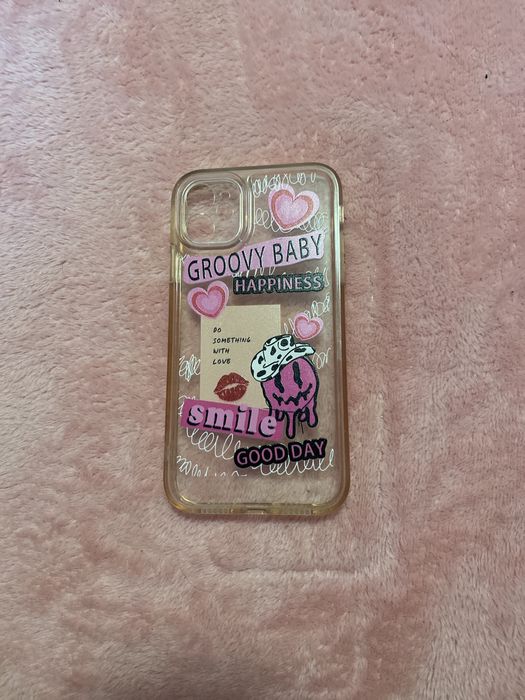 GROOVY BABY
HAPPINESS
DO
SOMETHING
WITH
LOVE
smile
GOOD DAY